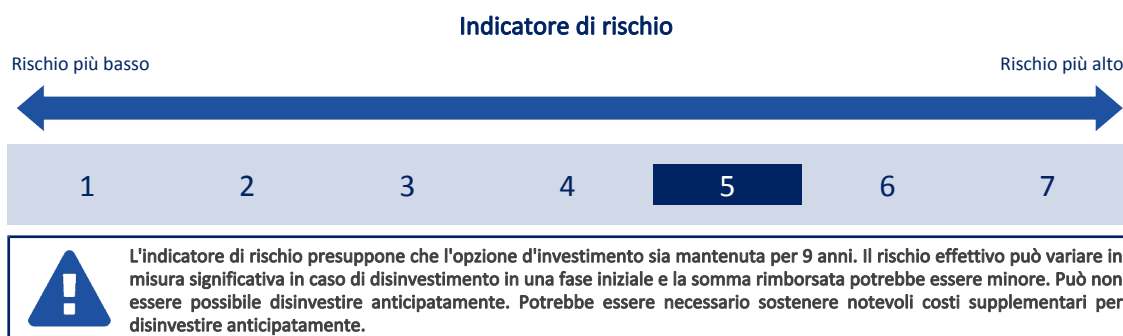 Indicatore di rischio
Rischio più basso
Rischio più alto
1 2 3 4 5 6 7
L'indicatore di rischio presuppone che l'opzione d'investimento sia mantenuta per 9 anni. Il rischio effettivo può variare in
misura significativa in caso di disinvestimento in una fase iniziale e la somma rimborsata potrebbe essere minore. Può non
essere possibile disinvestire anticipatamente. Potrebbe essere necessario sostenere notevoli costi supplementari per
disinvestire anticipatamente.